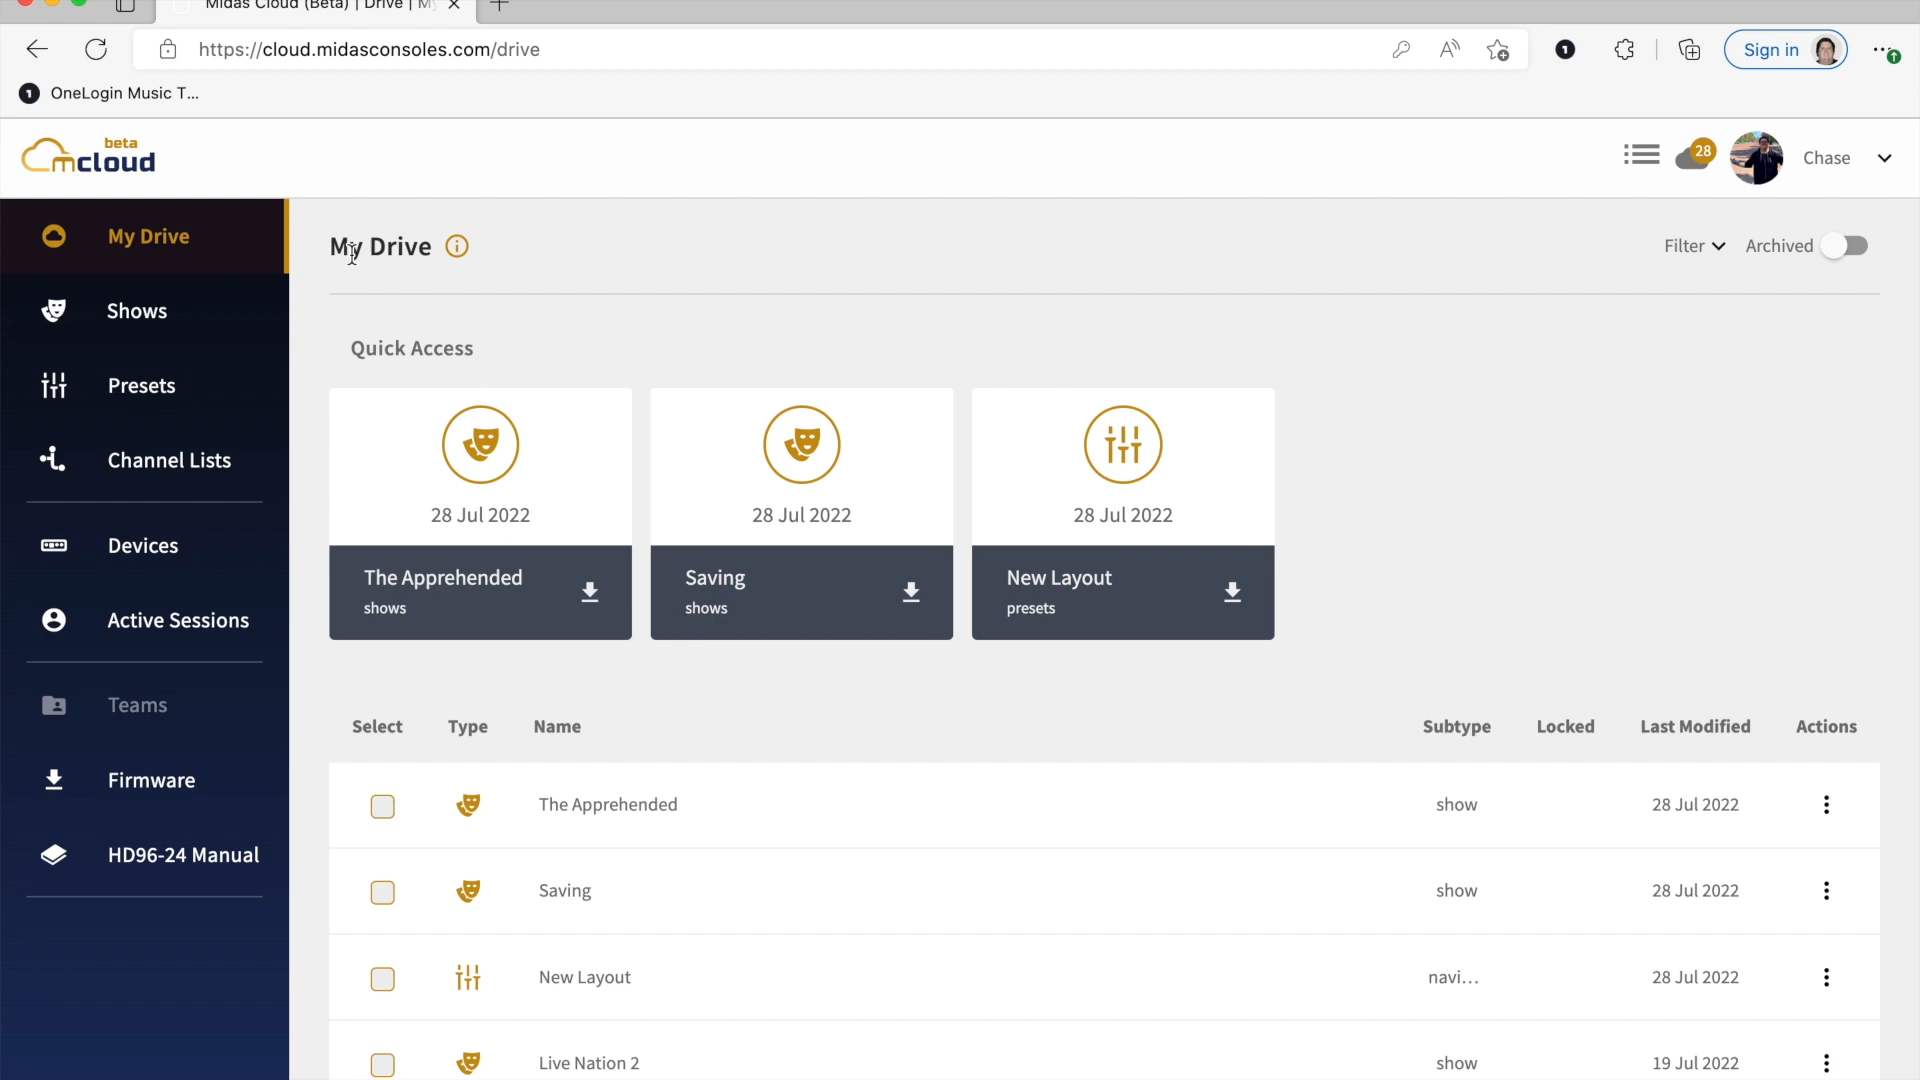 Midas Cloud (Beta) | Drive | My
https://cloud.midasconsoles.com/drive
Sign in
1 OneLogin Music T...
beta
mcloud
28
Chase
My Drive
Shows
Presets
Channel Lists
Devices
Active Sessions
Teams
Firmware
HD96-24 Manual
My Drive
Filter
Archived
Quick Access
28 Jul 2022
The Apprehended
shows
28 Jul 2022
Saving
shows
28 Jul 2022
New Layout
presets
Select Type Name Subtype Locked Last Modified Actions
The Apprehended show 28 Jul 2022
Saving show 28 Jul 2022
New Layout navi... 28 Jul 2022
Live Nation 2 show 19 Jul 2022